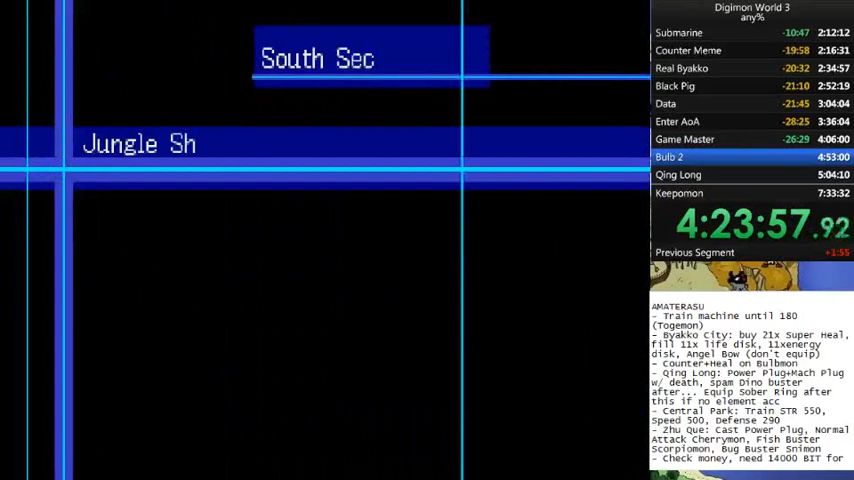 South Sec
Jungle Sh
Digimon World 3
any%
Submarine -10:47 2:12:12
Counter Meme -19:58 2:16:31
Real Byakko -20:32 2:34:57
Black Pig -21:10 2:52:19
Data -21:45 3:04:04
Enter AoA -28:25 3:36:04
Game Master -26:29 4:06:00
Bulb 2 4:53:00
Qing Long 5:04:10
Keepomon 7:33:32
4:23:57.92
Previous Segment +1:55
AMATERASU
- Train machine until 180
(Togemon)
- Byakko City: buy 21x Super Heal,
fill 11x life disk, 11xenergy
disk, Angel Bow (don't equip)
- Counter+Heal on Bulbmon
- Qing Long: Power Plug+Mach Plug
w/ death, spam Dino buster
after... Equip Sober Ring after
this if no element acc
- Central Park: Train STR 550,
Speed 500, Defense 290
- Zhu Que: Cast Power Plug, Normal
Attack Cherrymon, Fish Buster
Scorpiomon, Bug Buster Snimon
- Check money, need 14000 BIT for